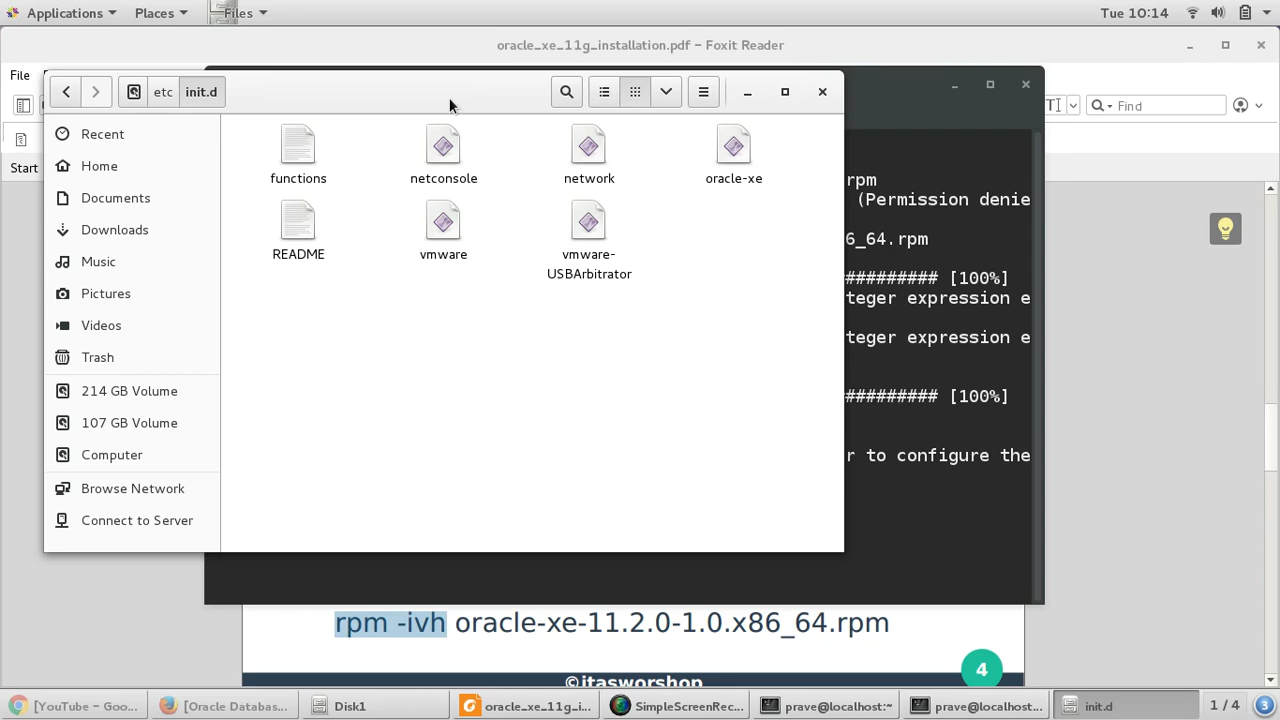 Applications Places Files Tue 10:14
oracle_xe_11g_installation.pdf – Foxit Reader
File
etc init.d
Find
Start
Recent
Home
Documents
Downloads
Music
Pictures
Videos
Trash
214 GB Volume
107 GB Volume
Computer
Browse Network
Connect to Server
functions netconsole network oracle-xe
README vmware vmware-
USBArbitrator
rpm
(Permission denie
6_64.rpm
######### [100%]
teger expression e
teger expression e
######### [100%]
r to configure the
rpm -ivh oracle-xe-11.2.0-1.0.x86_64.rpm
4
©itasworshop
[YouTube – Goo... [Oracle Databas... Disk1 oracle_xe_11g_i... SimpleScreenRec... prave@localhost:~ prave@localhost:... init.d 1 / 4 3